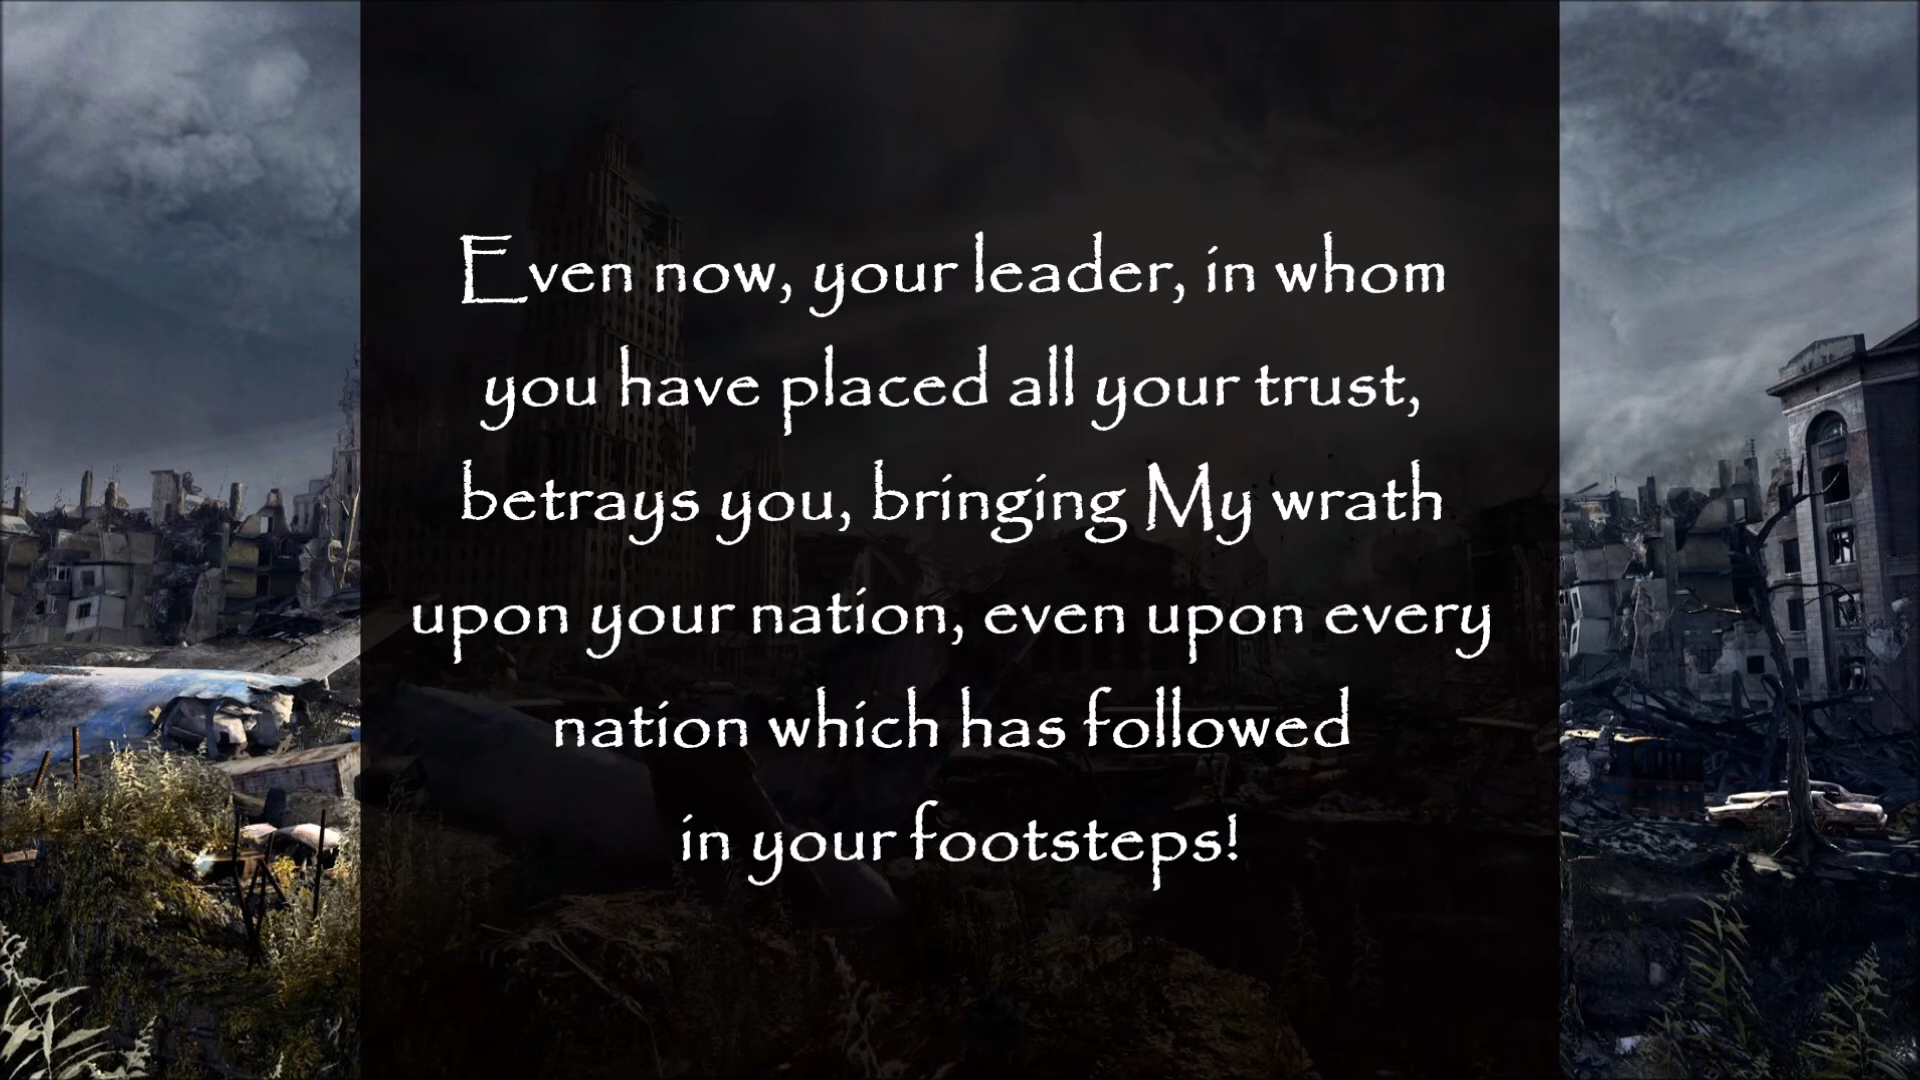 Even now, your leader, in whom
you have placed all your trust,
betrays you, bringing My wrath
upon your nation, even upon every
nation which has followed
in your footsteps!